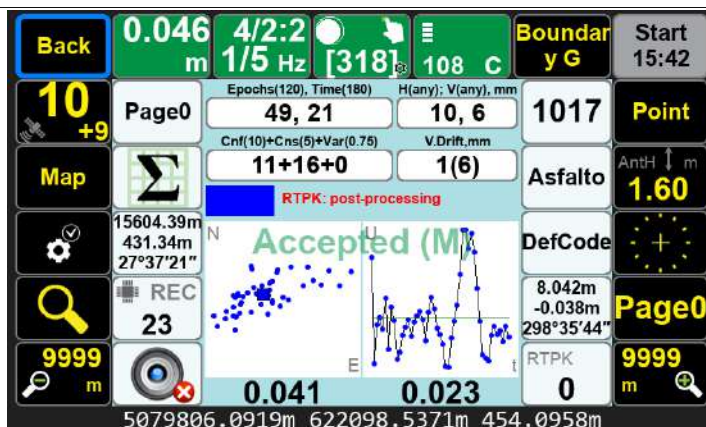 Back
0.046
m
4/2:2
1/5 Hz
[318]
108 C
Boundar
y G
Start
15:42
10
+9
Page0
Epochs(120), Time(180)
49, 21
H(any); V(any), mm
10, 6
1017
Point
Cnf(10)+Cns(5)+Var(0.75)
11+16+0
V.Drift,mm
1(6)
Map
Σ
RTPK: post-processing
Asfalto
AntH m
1.60
15604.39m
431.34m
27°37'21"
N
Accepted (M)
U
DefCode
REC
23
8.042m
-0.038m
298°35'44"
Page0
9999
m
E
t
0.041
0.023
RTPK
0
9999
m
5079806.0919m 622098.5371m 454.0958m